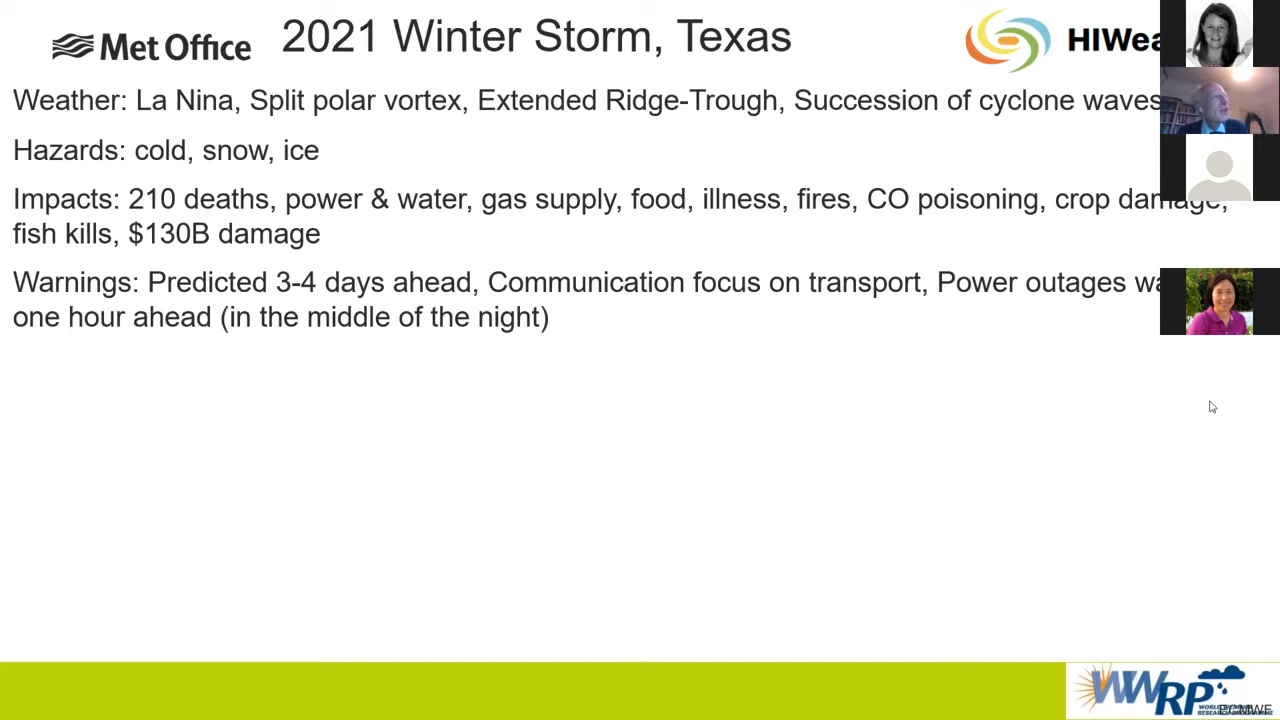 Met Office
2021 Winter Storm, Texas
HIWea
Weather: La Nina, Split polar vortex, Extended Ridge-Trough, Succession of cyclone waves
Hazards: cold, snow, ice
Impacts: 210 deaths, power & water, gas supply, food, illness, fires, CO poisoning, crop damage,
fish kills, $130B damage
Warnings: Predicted 3-4 days ahead, Communication focus on transport, Power outages wa
one hour ahead (in the middle of the night)
WWRP
ECMWF